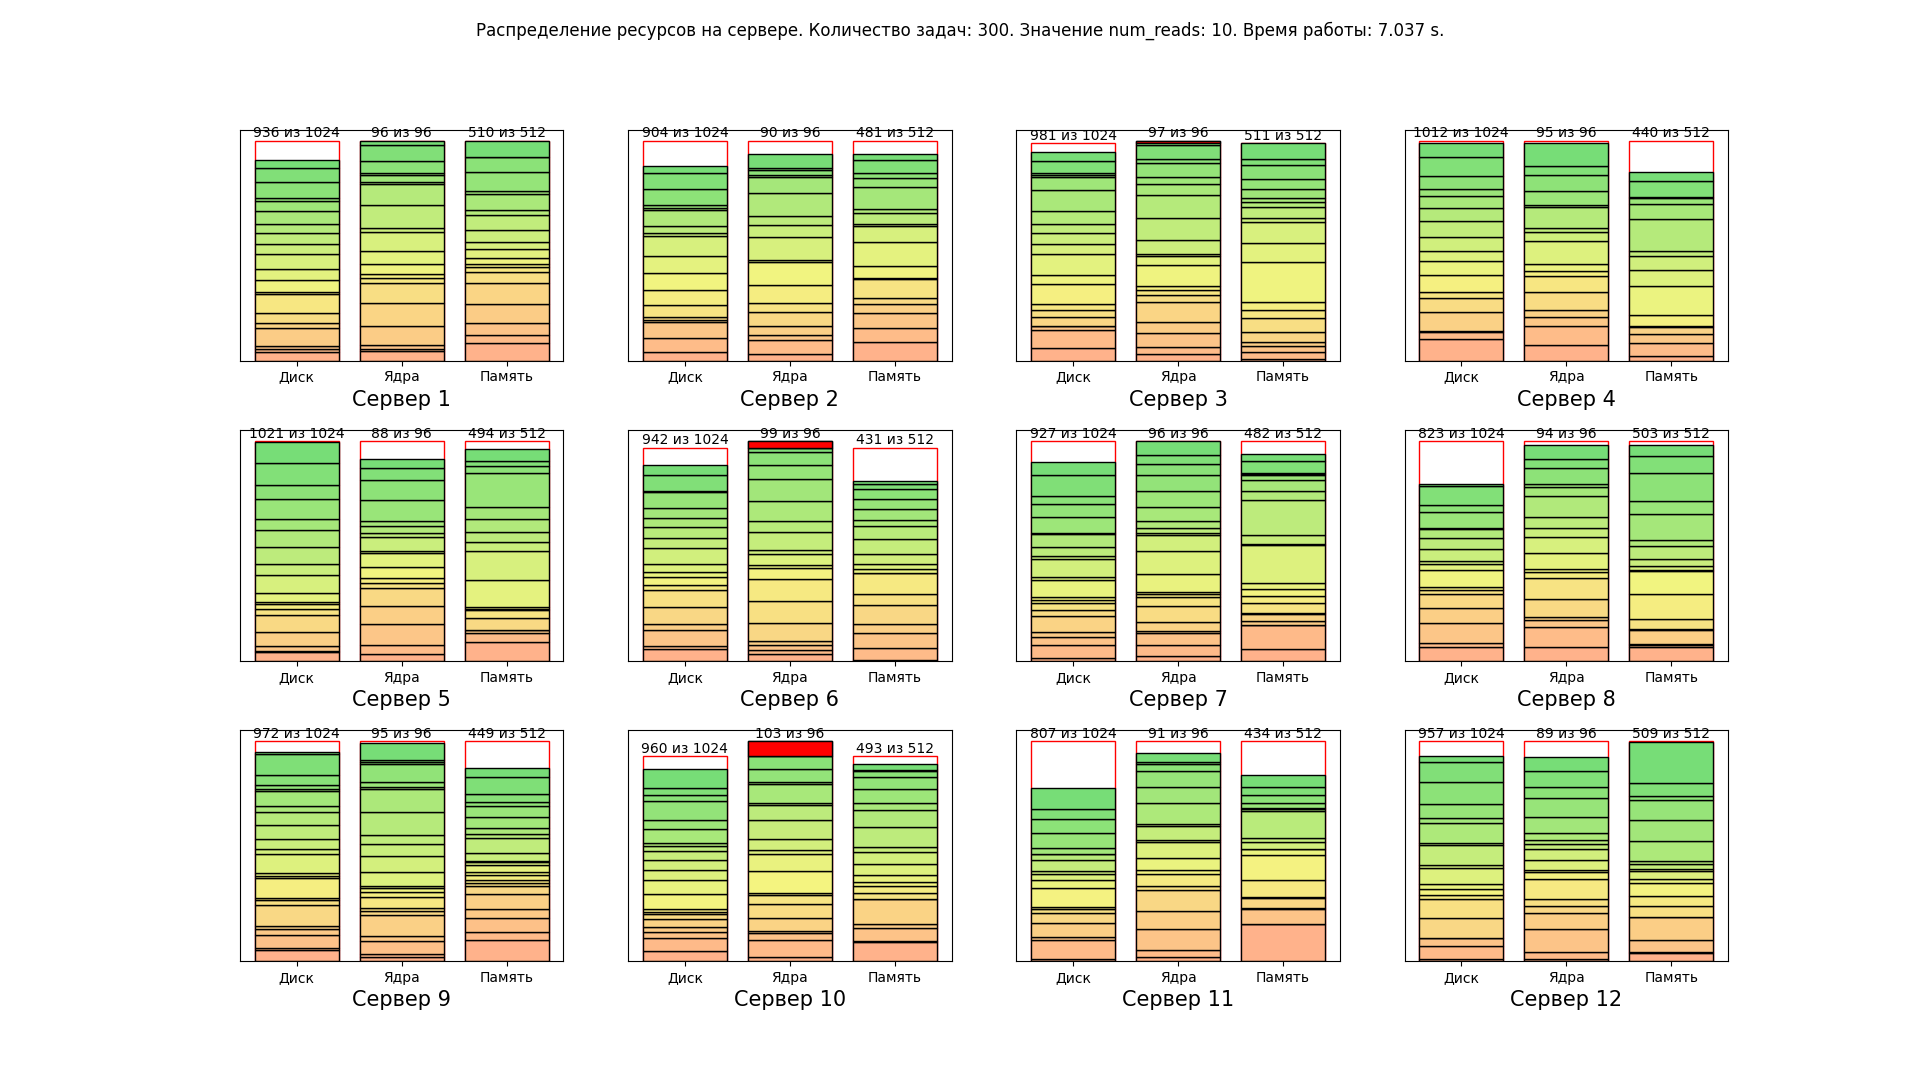 Распределение ресурсов на сервере. Количество задач: 300. Значение num_reads: 10. Время работы: 7.037 s.
936 из 1024 96 из 96 510 из 512
Диск Ядра Память
Сервер 1
904 из 1024 90 из 96 481 из 512
Диск Ядра Память
Сервер 2
981 из 1024 97 из 96 511 из 512
Диск Ядра Память
Сервер 3
1012 из 1024 95 из 96 440 из 512
Диск Ядра Память
Сервер 4
1021 из 1024 88 из 96 494 из 512
Диск Ядра Память
Сервер 5
942 из 1024 99 из 96 431 из 512
Диск Ядра Память
Сервер 6
927 из 1024 96 из 96 482 из 512
Диск Ядра Память
Сервер 7
823 из 1024 94 из 96 503 из 512
Диск Ядра Память
Сервер 8
972 из 1024 95 из 96 449 из 512
Диск Ядра Память
Сервер 9
960 из 1024 103 из 96 493 из 512
Диск Ядра Память
Сервер 10
807 из 1024 91 из 96 434 из 512
Диск Ядра Память
Сервер 11
957 из 1024 89 из 96 509 из 512
Диск Ядра Память
Сервер 12